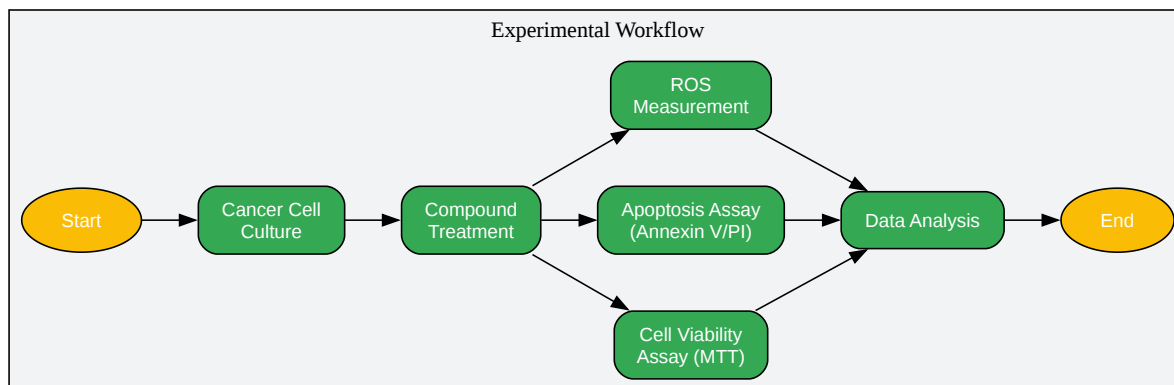 Experimental Workflow
Start
Cancer Cell
Culture
Compound
Treatment
ROS
Measurement
Apoptosis Assay
(Annexin V/PI)
Cell Viability
Assay (MTT)
Data Analysis
End